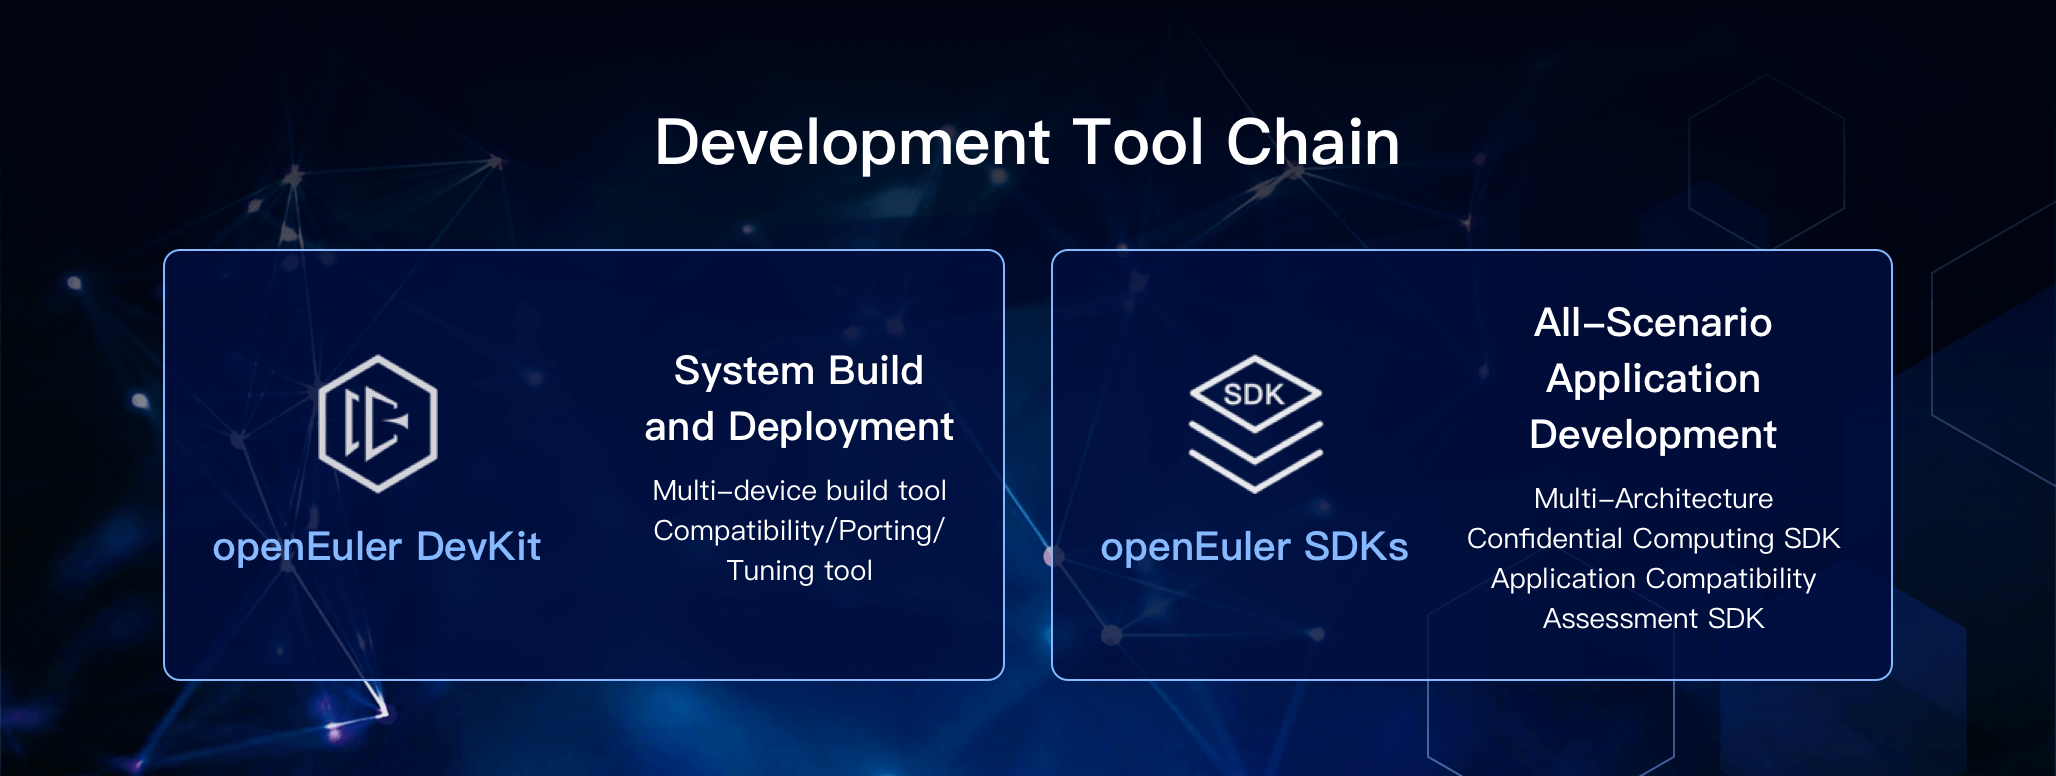 Development Tool Chain
openEuler DevKit
System Build
and Deployment
Multi-device build tool
Compatibility/Porting/
Tuning tool
SDK
openEuler SDKs
All-Scenario
Application
Development
Multi-Architecture
Confidential Computing SDK
Application Compatibility
Assessment SDK